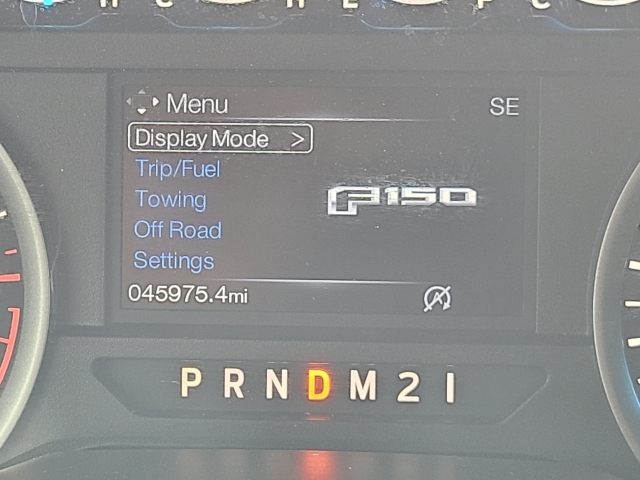 Menu
SE
Display Mode >
Trip/Fuel
Towing
F150
Off Road
Settings
045975.4mi
A
P R N D M 2 1